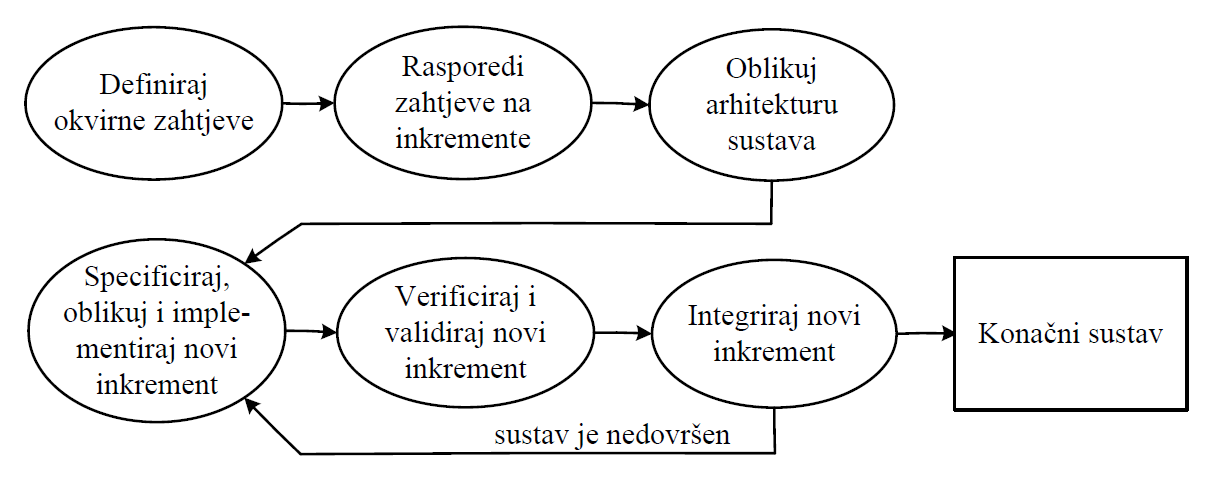 Definiraj
okvirne zahtjeve
Rasporedi
zahtjeve na
inkremente
Oblikuj
arhitekturu
sustava
Specificiraj,
oblikuj i imple-
mentiraj novi
inkrement
Verificiraj i
validiraj novi
inkrement
Integriraj novi
inkrement
Konačni sustav
sustav je nedovršen